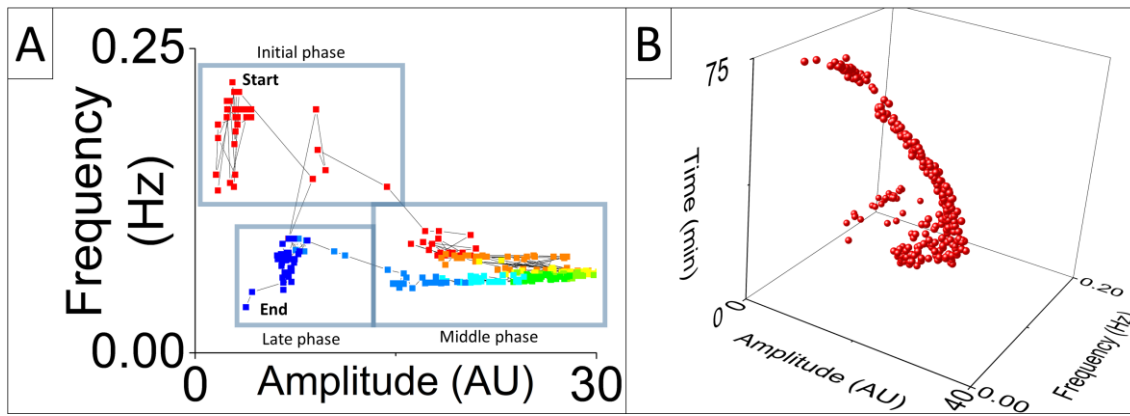 A
0.25
Initial phase
Start
Frequency
(Hz)
End
Late phase
Middle phase
0.00
0
Amplitude (AU)
30
B
75
Time (min)
0
0
Amplitude (AU)
40
0.00
Frequency (Hz)
0.20